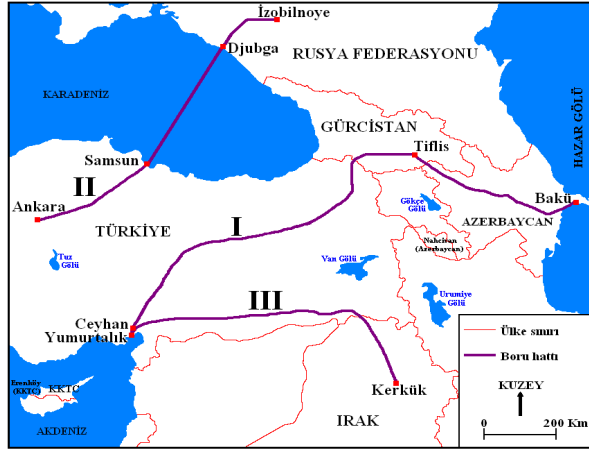 İzobilnoye
Djubga
RUSYA FEDERASYONU
KARADENİZ
HAZAR GÖLÜ
GÜRCİSTAN
Tiflis
Samsun
II
Ankara
Gökçe
Gölü
Bakü
AZERBAYCAN
TÜRKİYE
I
Nahcivan
(Azerbaycan)
Tuz
Gölü
Van Gölü
Urumiye
Gölü
III
Ceyhan
Yumurtalık
Ülke sınırı
Boru hattı
KUZEY
0 200 Km
Erenköy
(KKTC)
KKTC
Kerkük
IRAK
AKDENİZ